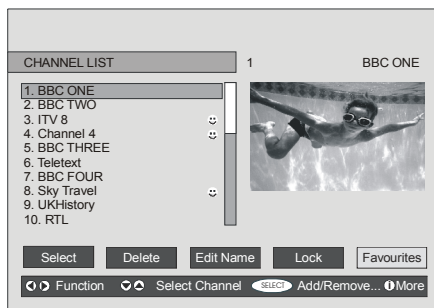 CHANNEL LIST 1 BBC ONE
1. BBC ONE
2. BBC TWO
3. ITV 8
4. Channel 4
5. BBC THREE
6. Teletext
7. BBC FOUR
8. Sky Travel
9. UKHistory
10. RTL
Select Delete Edit Name Lock Favourites
Function Select Channel SELECT Add/Remove... i More